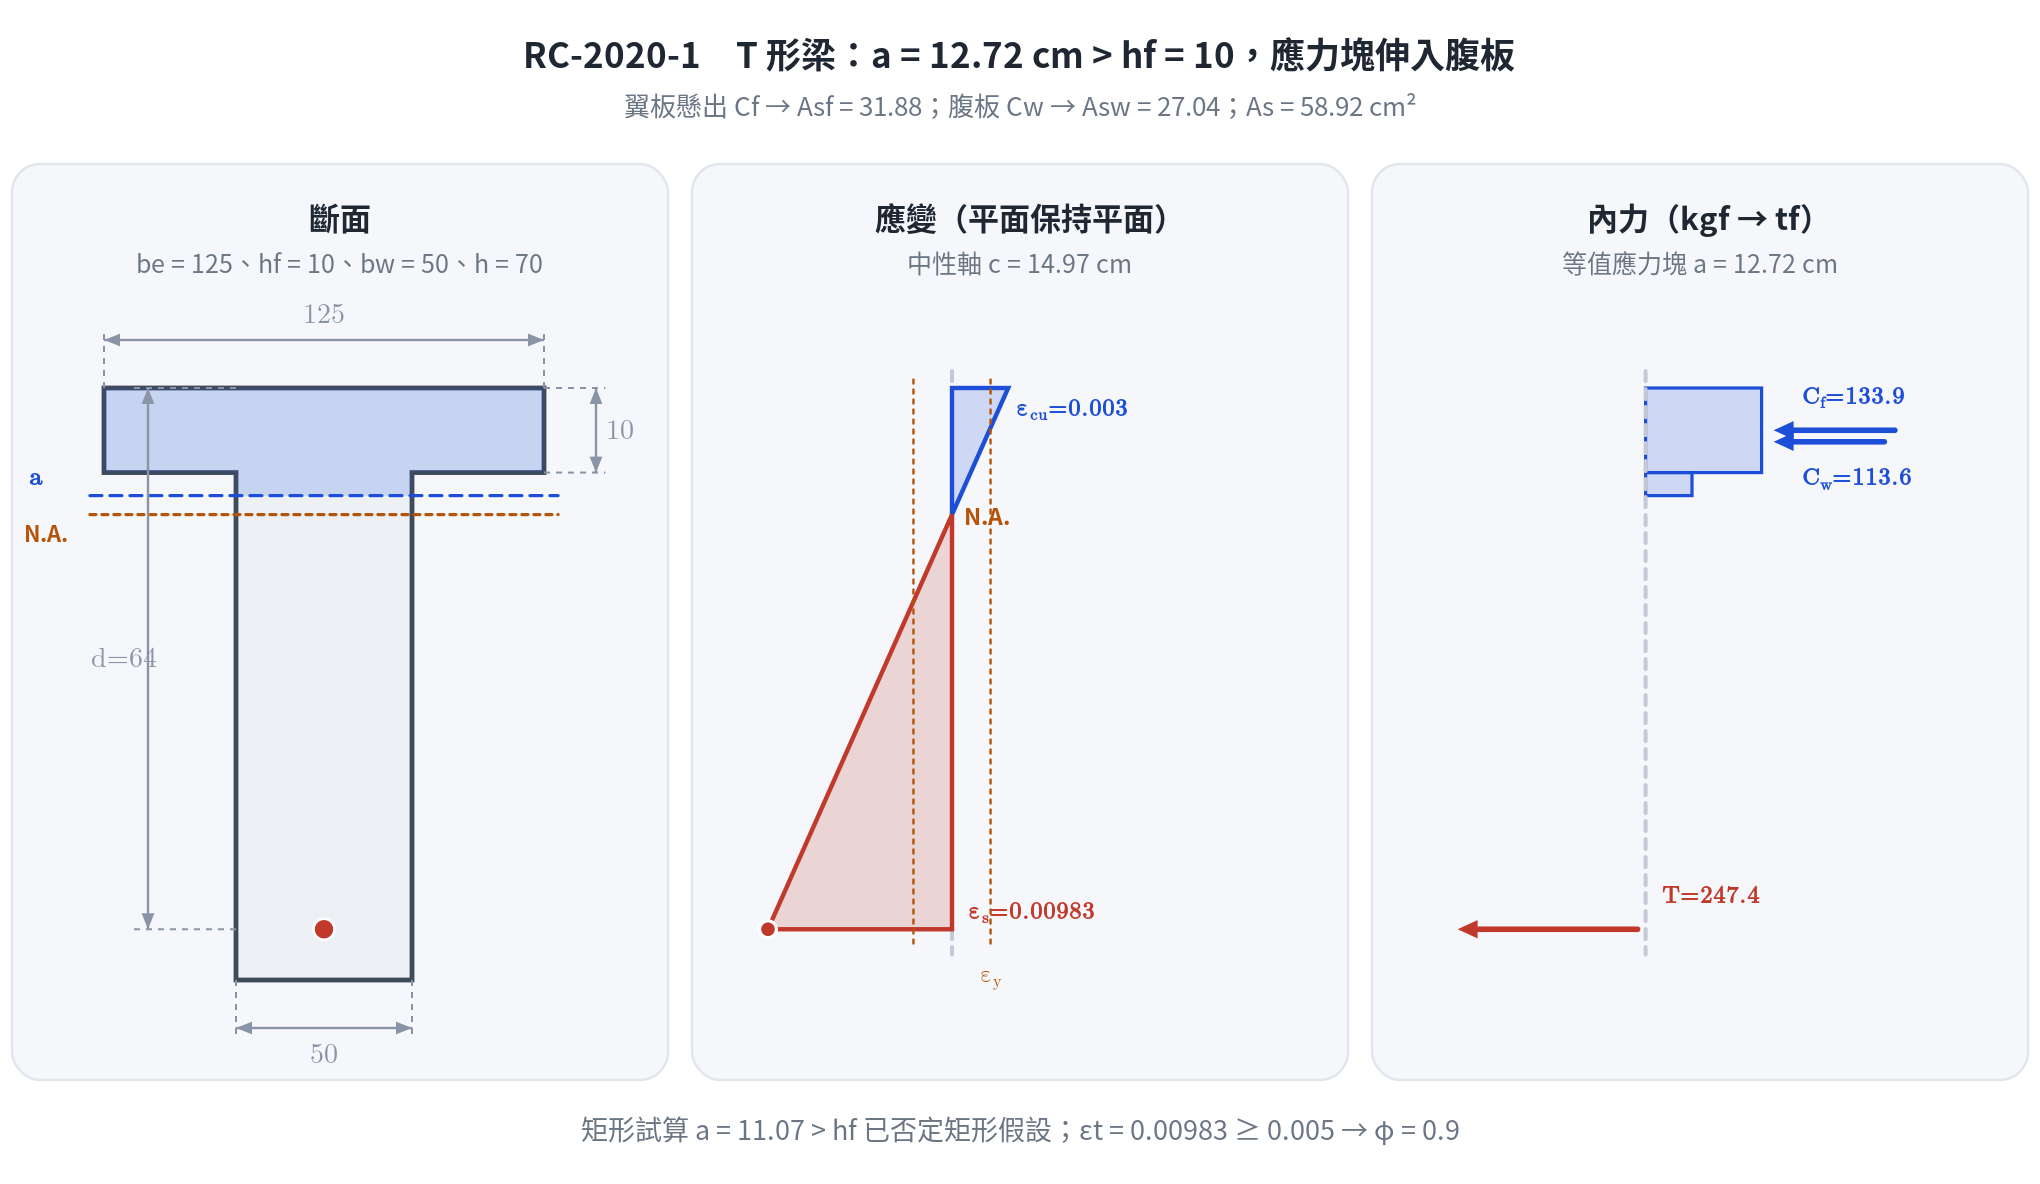 RC-2020-1　T 形梁：a = 12.72 cm > hf = 10，應力塊伸入腹板
翼板懸出 Cf → Asf = 31.88；腹板 Cw → Asw = 27.04；As = 58.92 cm²
斷面
be = 125、hf = 10、bw = 50、h = 70
125
10
a
N.A.
d=64
50
應變（平面保持平面）
中性軸 c = 14.97 cm
εcu=0.003
N.A.
εs=0.00983
εy
內力（kgf → tf）
等值應力塊 a = 12.72 cm
Cf=133.9
Cw=113.6
T=247.4
矩形試算 a = 11.07 > hf 已否定矩形假設；εt = 0.00983 ≥ 0.005 → φ = 0.9